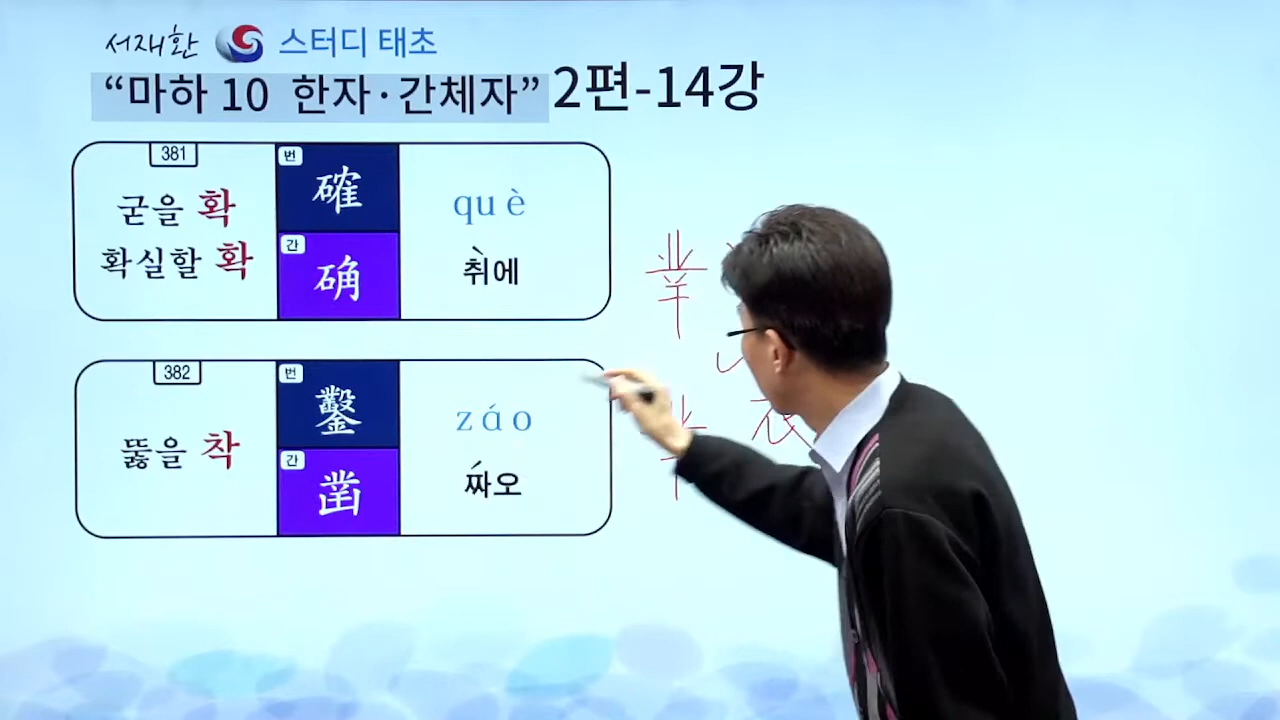 서재환 스터디 태초
“마하 10 한자·간체자” 2편-14강
381
굳을 확
확실할 확
번
確
간
确
què
취에
382
뚫을 착
번
鑿
간
凿
záo
짜오